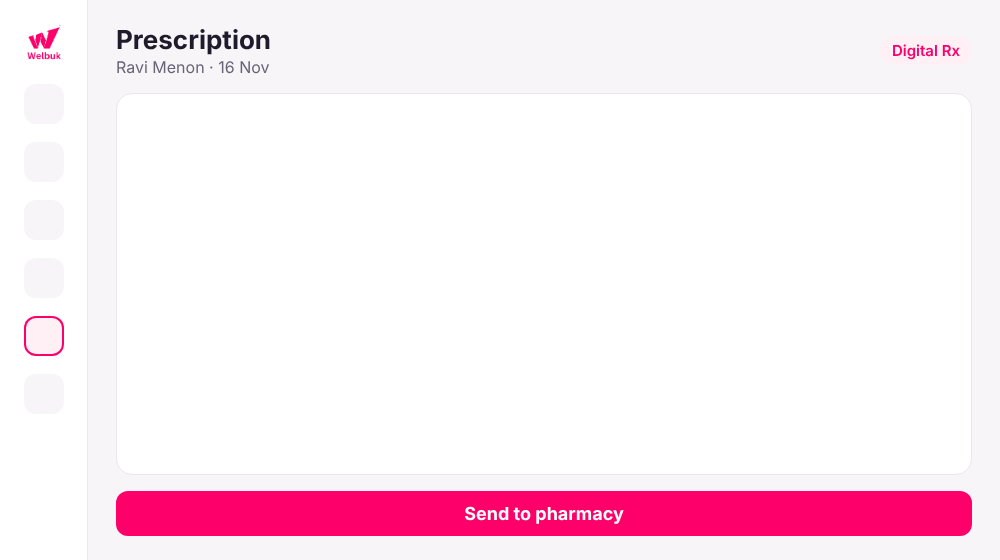 Welbuk
Prescription
Ravi Menon · 16 Nov
Digital Rx
Send to pharmacy